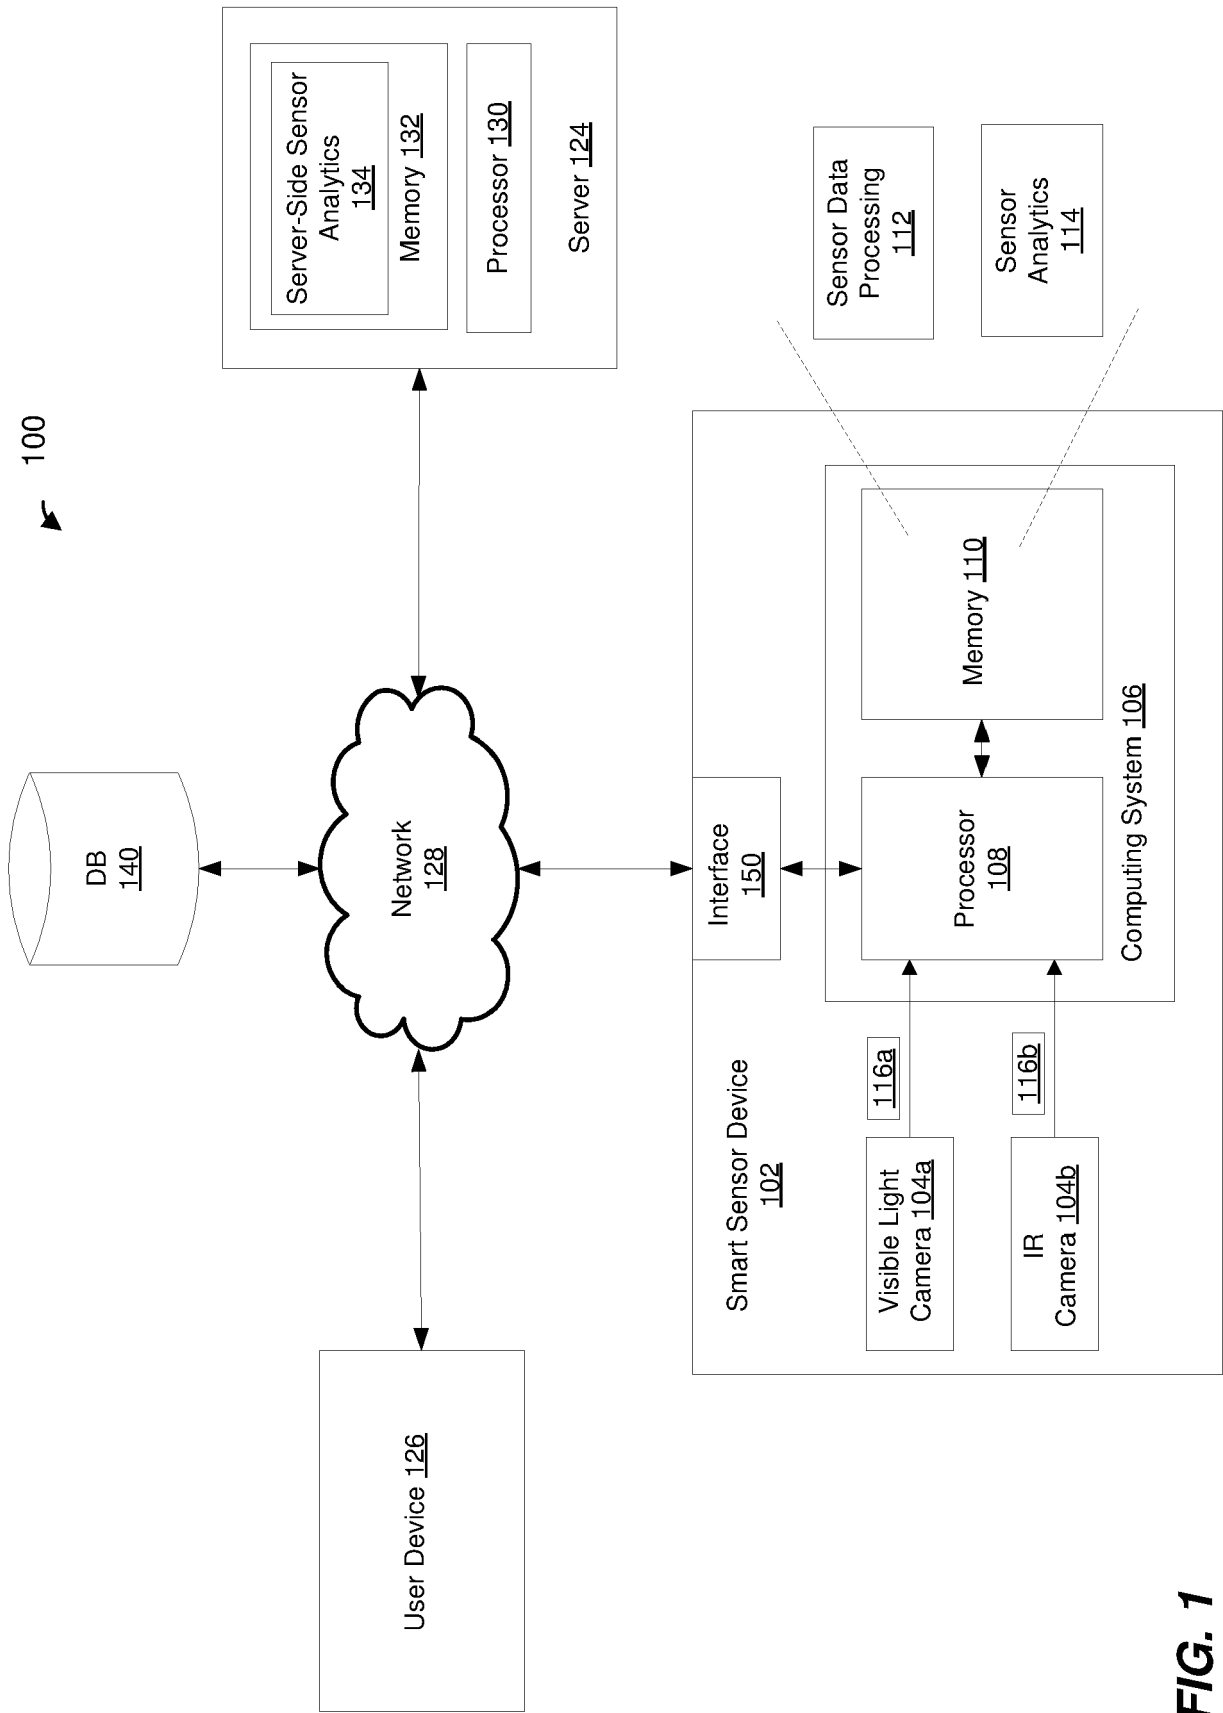 100
DB
140
Server-Side Sensor
Analytics
134
Memory 132
Processor 130
Server 124
Network
128
User Device 126
Interface
150
Smart Sensor Device
102
Visible Light
Camera 104a
116a
IR
Camera 104b
116b
Processor
108
Memory 110
Computing System 106
Sensor Data
Processing
112
Sensor
Analytics
114
FIG. 1